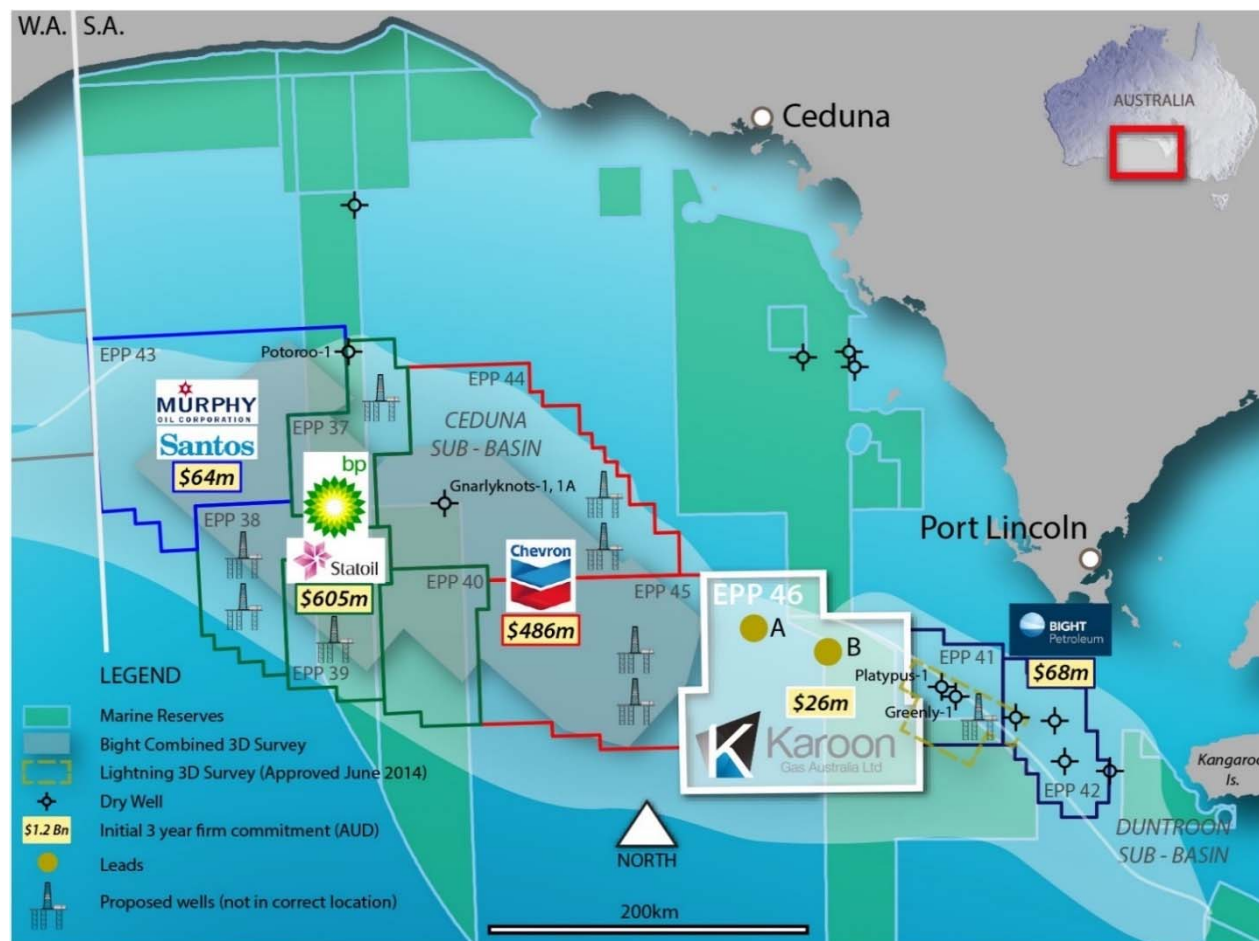 W.A. S.A.
AUSTRALIA
Ceduna
EPP 43
Potoroo-1
EPP 44
MURPHY
OIL CORPORATION
Santos
$64m
EPP 37
CEDUNA
SUB - BASIN
bp
Gnarlyknots-1, 1A
EPP 38
Statoil
$605m
EPP 40
Chevron
$486m
EPP 45
EPP 39
Port Lincoln
EPP 46
A
B
$26m
Karoon
Gas Australia Ltd
BIGHT
Petroleum
$68m
EPP 41
Platypus-1
Greenly-1
EPP 42
Kangaroo
Is.
DUNTROON
SUB - BASIN
LEGEND
Marine Reserves
Bight Combined 3D Survey
Lightning 3D Survey (Approved June 2014)
Dry Well
$1.2 Bn Initial 3 year firm commitment (AUD)
Leads
Proposed wells (not in correct location)
NORTH
200km